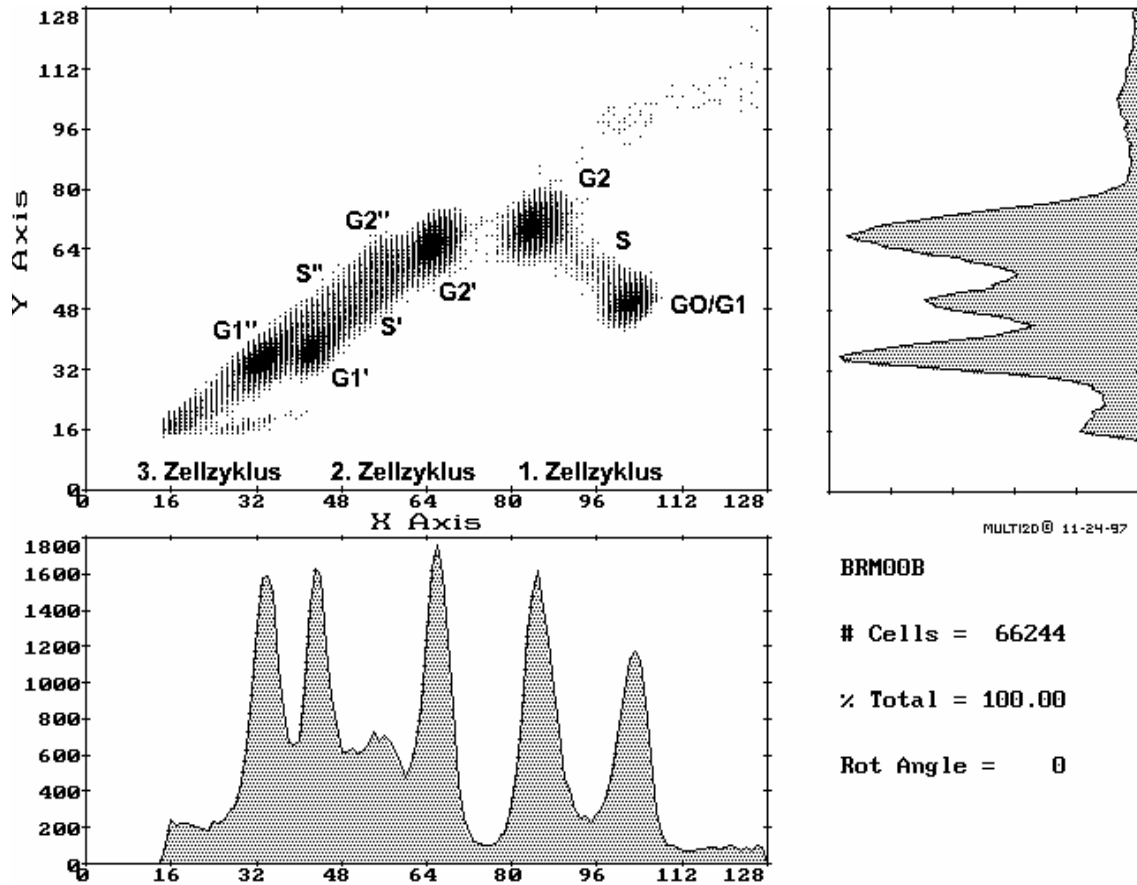 128
112
96
80
64
48
32
16
0
Y Axis
G2
G2"
S
S"
G2'
GO/G1
S'
G1"
G1'
3. Zellzyklus
2. Zellzyklus
1. Zellzyklus
0 16 32 48 64 80 96 112 128
X Axis
MULTI2D© 11-24-97
1800
1600
1400
1200
1000
800
600
400
200
0
0 16 32 48 64 80 96 112 128
BRM00B
# Cells = 66244
% Total = 100.00
Rot Angle = 0